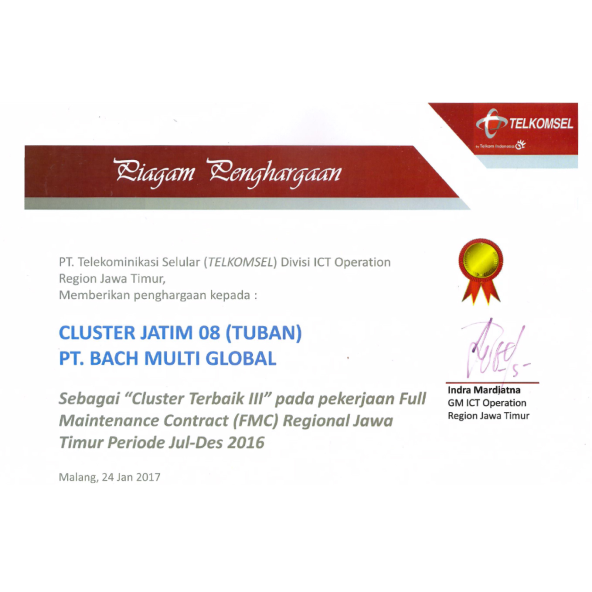 TELKOMSEL
by Telkom Indonesia
Piagam Penghargaan
PT. Telekominikasi Selular (TELKOMSEL) Divisi ICT Operation
Region Jawa Timur,
Memberikan penghargaan kepada :
CLUSTER JATIM 08 (TUBAN)
PT. BACH MULTI GLOBAL
Sebagai “Cluster Terbaik III” pada pekerjaan Full
Maintenance Contract (FMC) Regional Jawa
Timur Periode Jul-Des 2016
Malang, 24 Jan 2017
Indra Mardjatna
GM ICT Operation
Region Jawa Timur